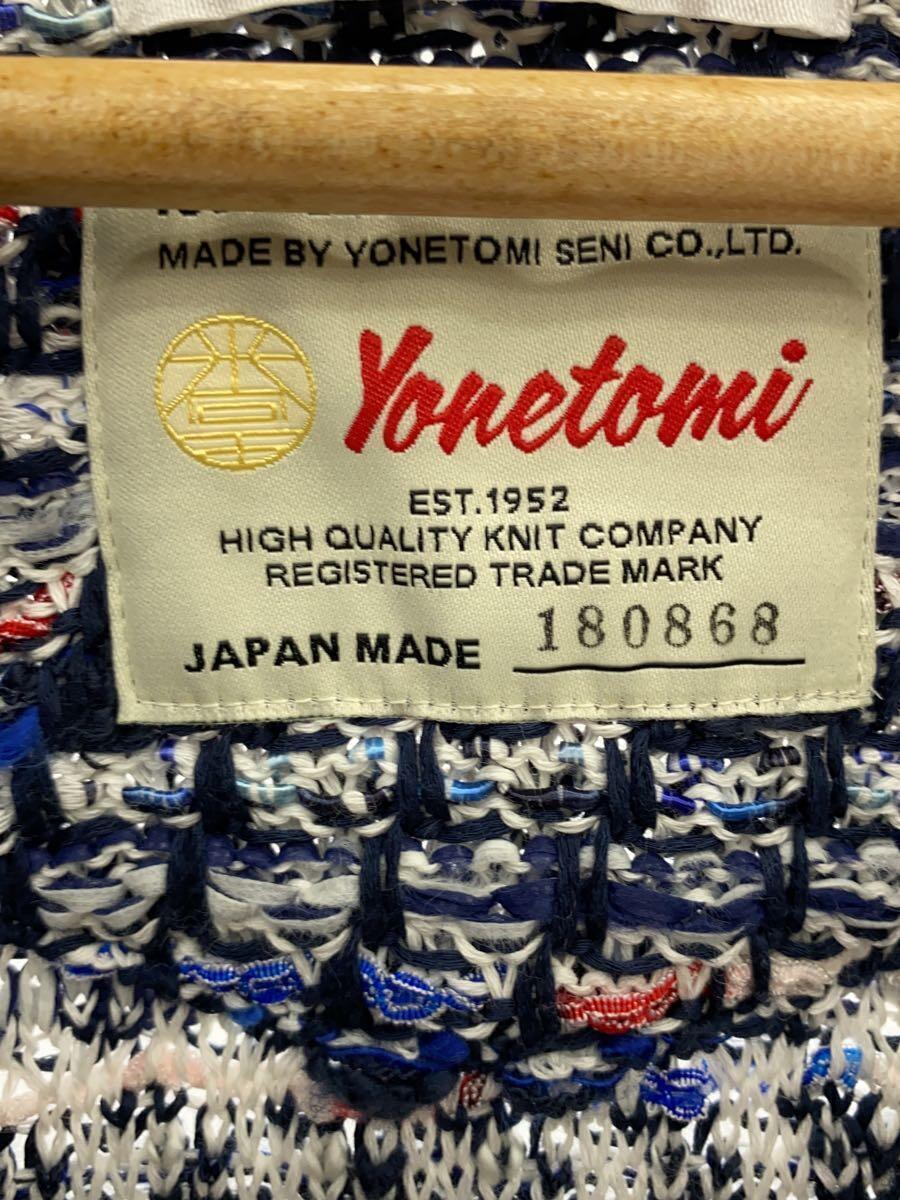 MADE BY YONETOMI SENI CO.,LTD.
Yonetomi
EST.1952
HIGH QUALITY KNIT COMPANY
REGISTERED TRADE MARK
JAPAN MADE 180868